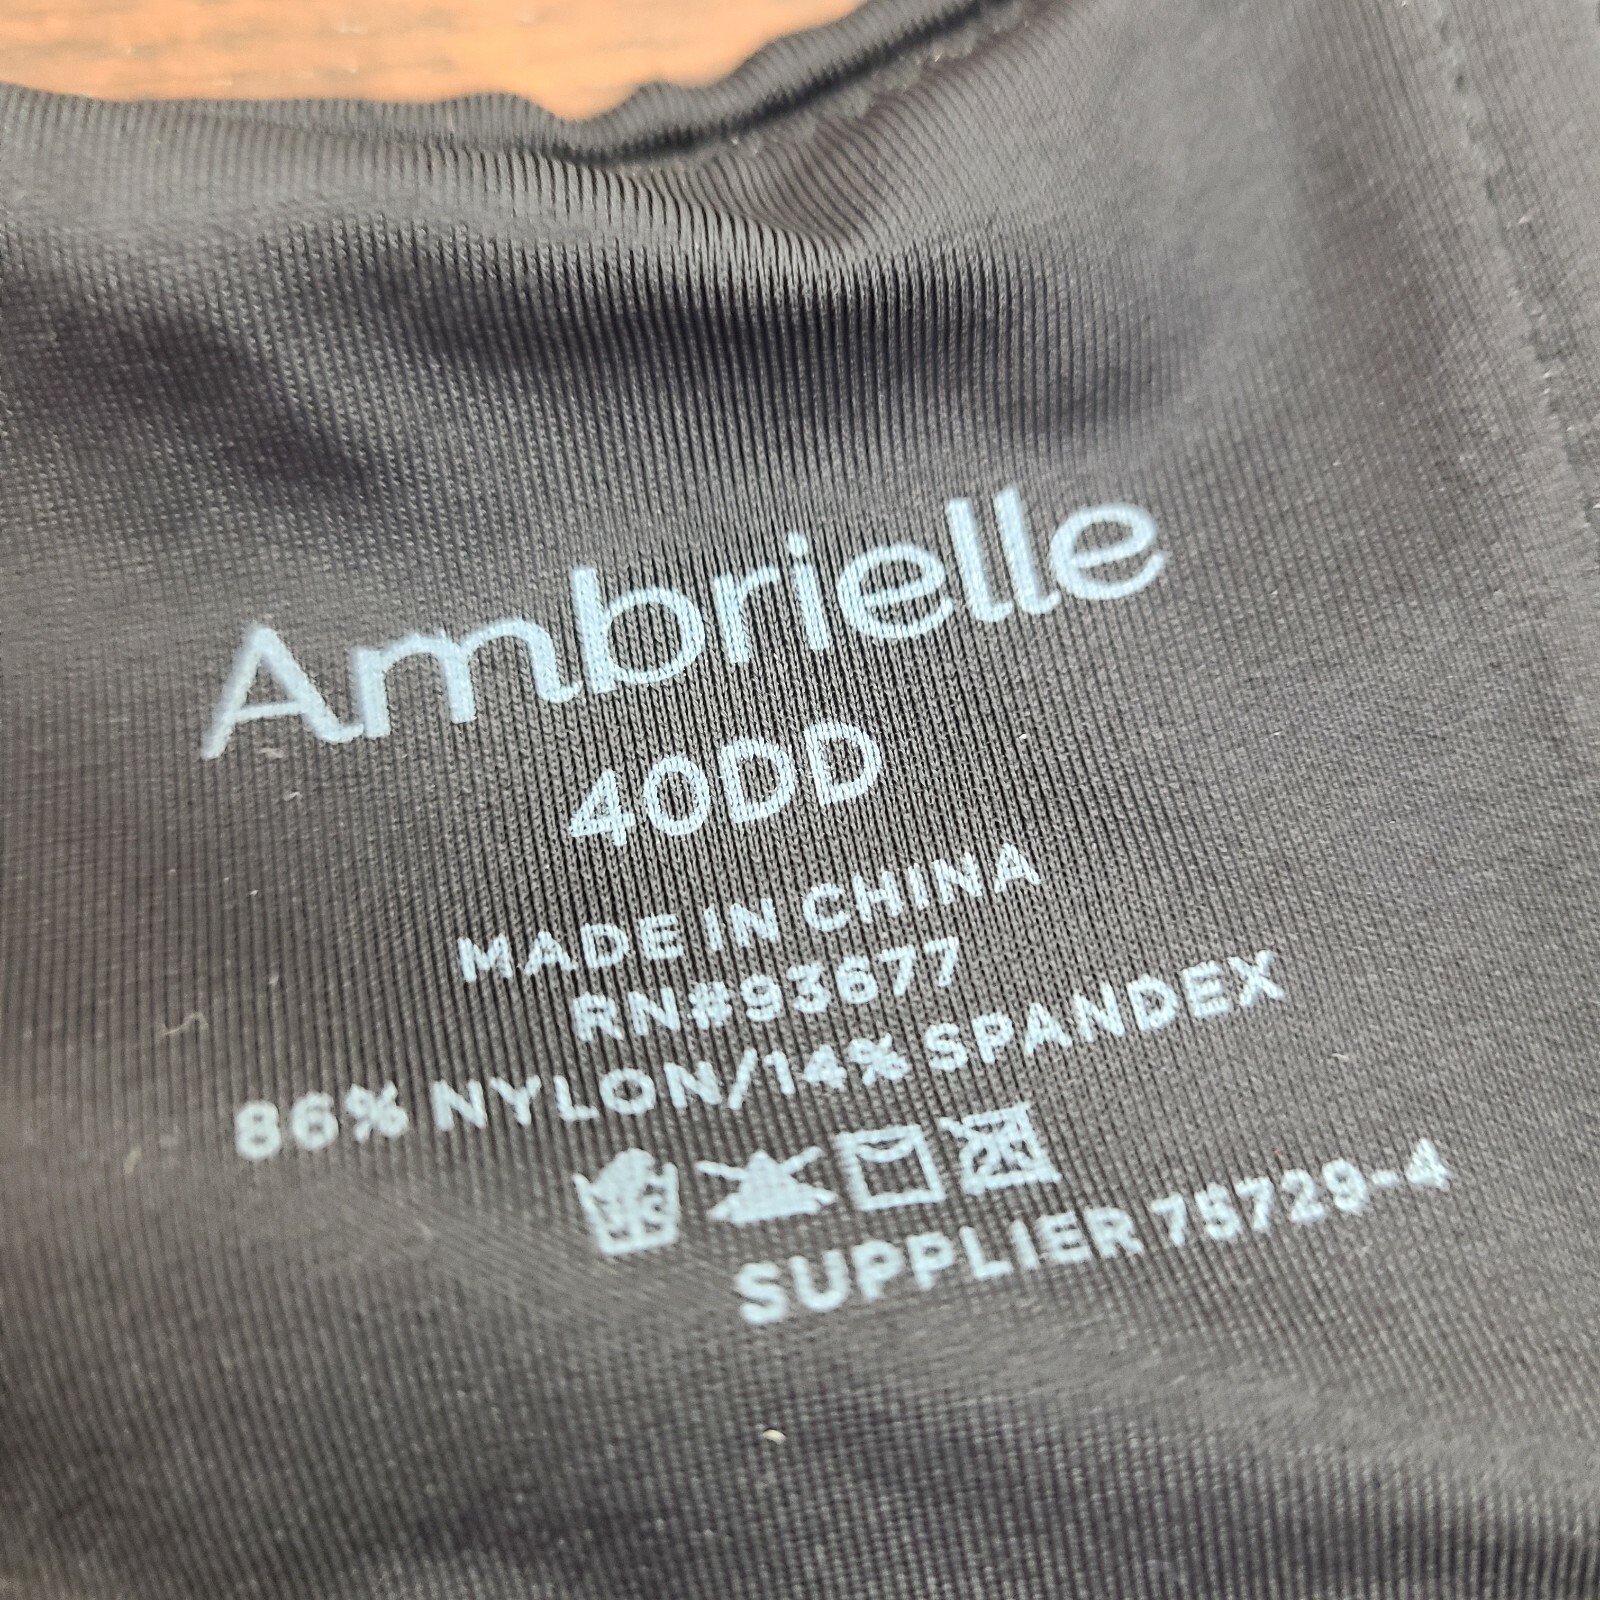 Ambrielle
40DD
MADE IN CHINA
RN#93677
86% NYLON/14% SPANDEX
SUPPLIER 75729-4